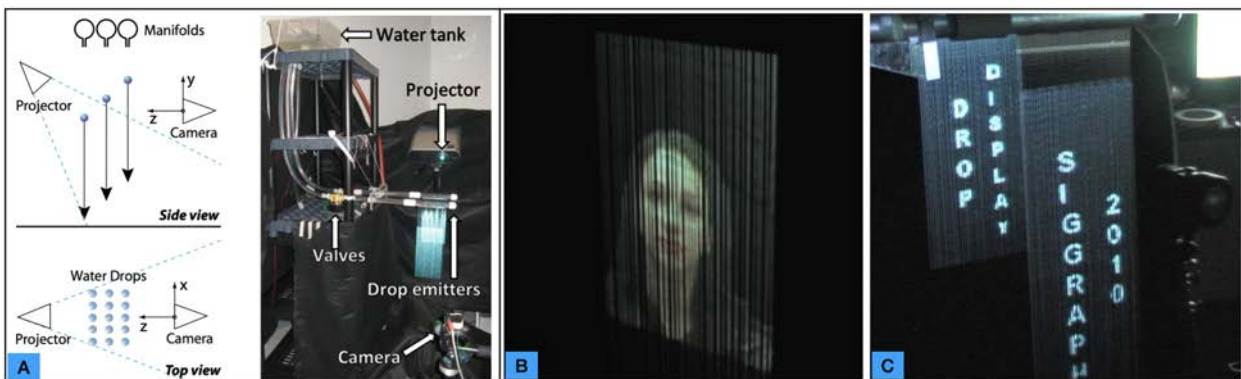 Manifolds
Projector
y
z
Camera
Side view
Water Drops
x
Projector
z
Camera
Top view
A
Water tank
Projector
Valves
Drop emitters
Camera
B
DROP
DISPLAY
SIGGRAPH
2010
C